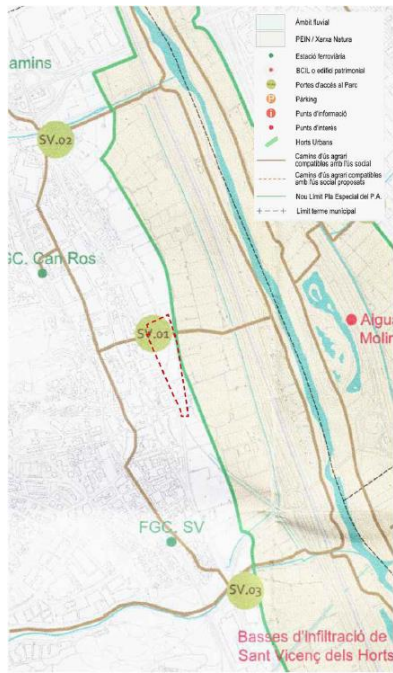 Àmbit fluvial
PEIN / Xarxa Natura
Estació ferroviària
BCIL o edifici patrimonial
Portes d'accés al Parc
P
Pàrking
i
Punts d'informació
Punts d'interès
Horts Urbans
Camins d'ús agrari
compatibles amb l'ús social
Camins d'ús agrari compatibles
amb l'ús social proposats
Nou Límit Pla Especial del P.A.
Límit terme municipal
amins
SV.02
GC. Can Ros
SV.01
Aigua
Molin
FGC. SV
SV.03
Basses d'Infiltració de
Sant Vicenç dels Horts